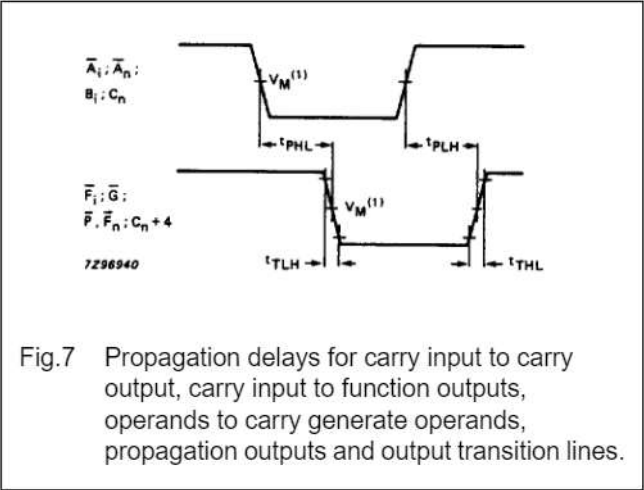 A̅i ; A̅n ;
VM(1)
Bi ; Cn
tPHL
tPLH
F̅i ; G̅ ;
P̅ , F̅n ; Cn + 4
VM(1)
7Z96940
tTLH
tTHL
Fig.7 Propagation delays for carry input to carry
output, carry input to function outputs,
operands to carry generate operands,
propagation outputs and output transition lines.